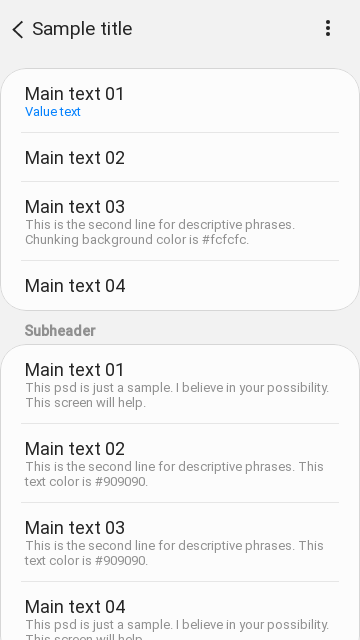 Sample title
Main text 01
Value text
Main text 02
Main text 03
This is the second line for descriptive phrases.
Chunking background color is #fcfcfc.
Main text 04
Subheader
Main text 01
This psd is just a sample. I believe in your possibility.
This screen will help.
Main text 02
This is the second line for descriptive phrases. This
text color is #909090.
Main text 03
This is the second line for descriptive phrases. This
text color is #909090.
Main text 04
This psd is just a sample. I believe in your possibility.
This screen will help.